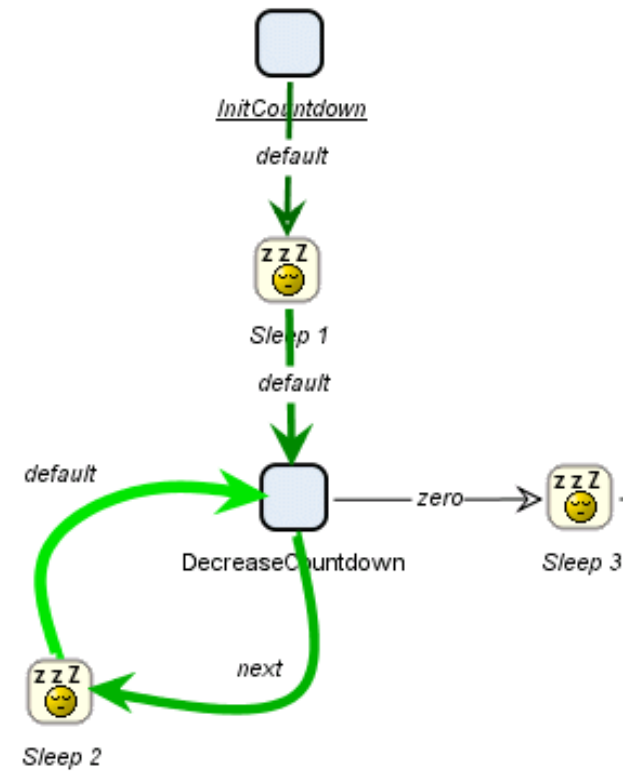 InitCountdown
default
z z Z
Sleep 1
default
default
DecreaseCountdown
zero
z z Z
Sleep 3
next
z z Z
Sleep 2